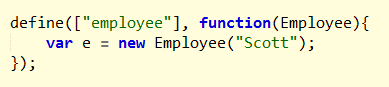 define(["employee"], function(Employee){
    var e = new Employee("Scott");
});